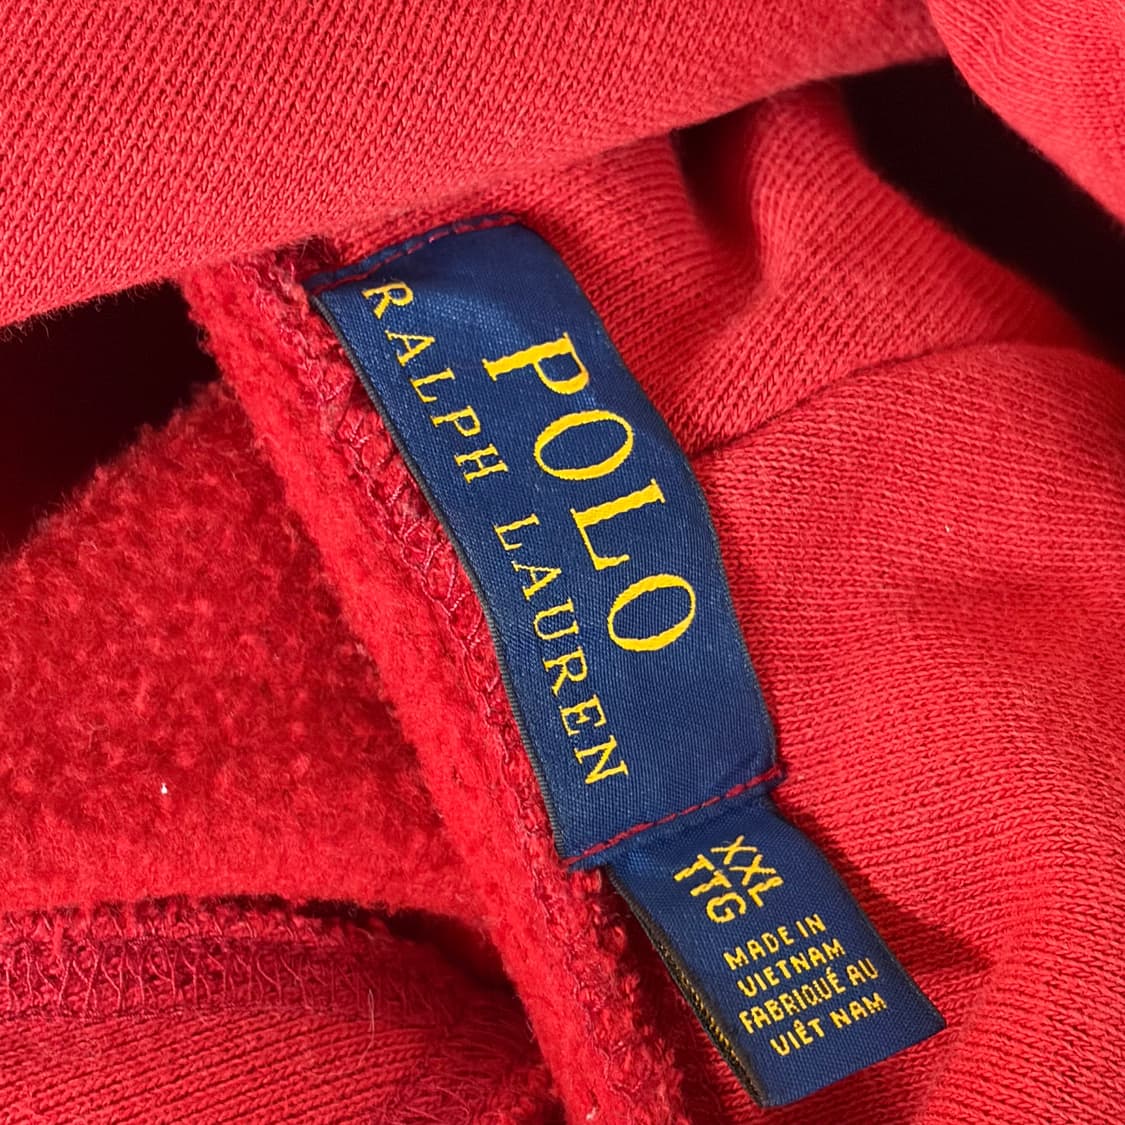 POLO
RALPH LAUREN
XXL
TTG
MADE IN
VIETNAM
FABRIQUÉ AU
VIÊT NAM